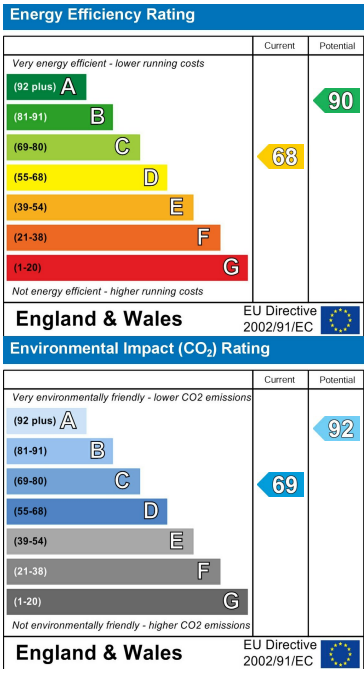 Energy Efficiency Rating
Current Potential
Very energy efficient - lower running costs
(92 plus) A
90
(81-91) B
(69-80) C
68
(55-68) D
(39-54) E
(21-38) F
(1-20) G
Not energy efficient - higher running costs
England & Wales
EU Directive
2002/91/EC
Environmental Impact (CO₂) Rating
Current Potential
Very environmentally friendly - lower CO2 emissions
(92 plus) A
92
(81-91) B
(69-80) C
69
(55-68) D
(39-54) E
(21-38) F
(1-20) G
Not environmentally friendly - higher CO2 emissions
England & Wales
EU Directive
2002/91/EC